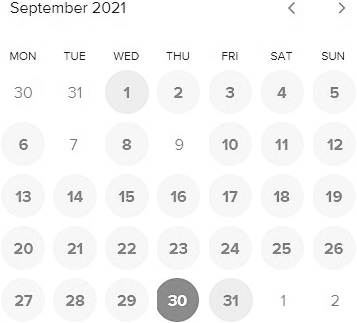 September 2021
MON TUE WED THU FRI SAT SUN
30 31 1 2 3 4 5
6 7 8 9 10 11 12
13 14 15 16 17 18 19
20 21 22 23 24 25 26
27 28 29 30 31 1 2